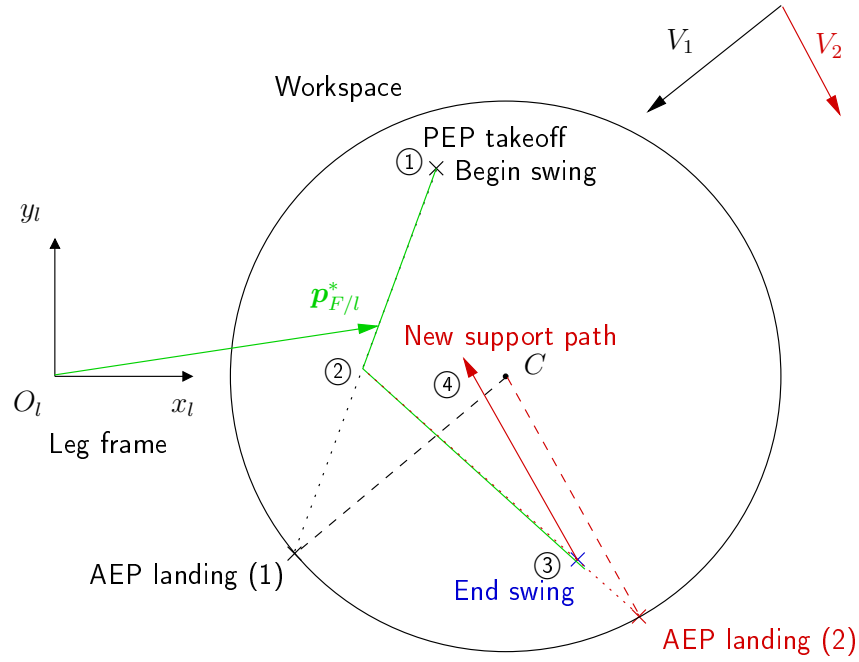 V₁
V₂
Workspace
PEP takeoff
① Begin swing
yₗ
p*F/l
New support path
② C
④
Oₗ xₗ
Leg frame
③
AEP landing (1)
End swing
AEP landing (2)